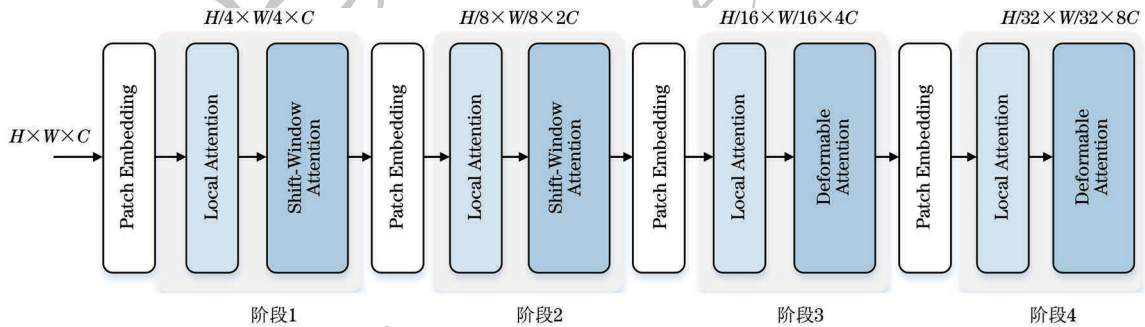 H/4×W/4×C
H/8×W/8×2C
H/16×W/16×4C
H/32×W/32×8C
H×W×C
Patch Embedding
Local Attention
Shift-Window
Attention
Patch Embedding
Local Attention
Shift-Window
Attention
Patch Embedding
Local Attention
Deformable
Attention
Patch Embedding
Local Attention
Deformable
Attention
阶段1
阶段2
阶段3
阶段4